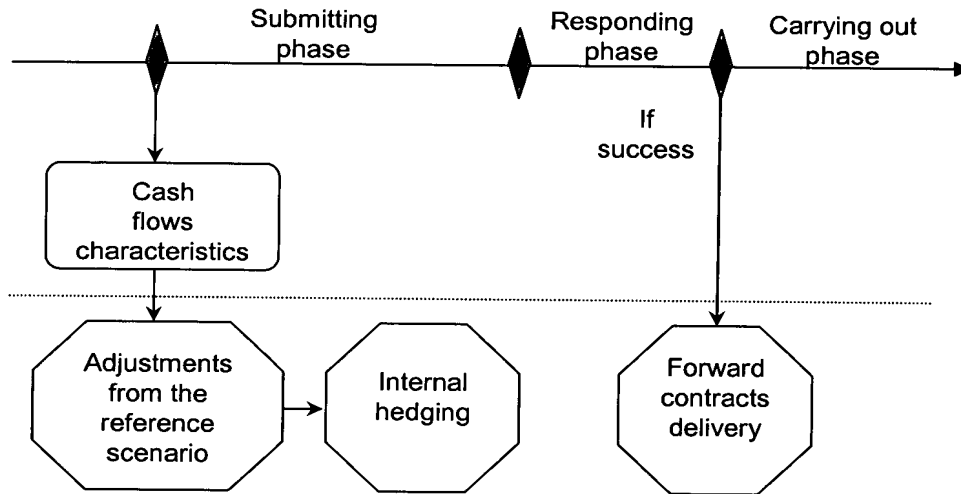 Submitting
phase
Responding
phase
Carrying out
phase
If
success
Cash
flows
characteristics
Adjustments
from the
reference
scenario
Internal
hedging
Forward
contracts
delivery